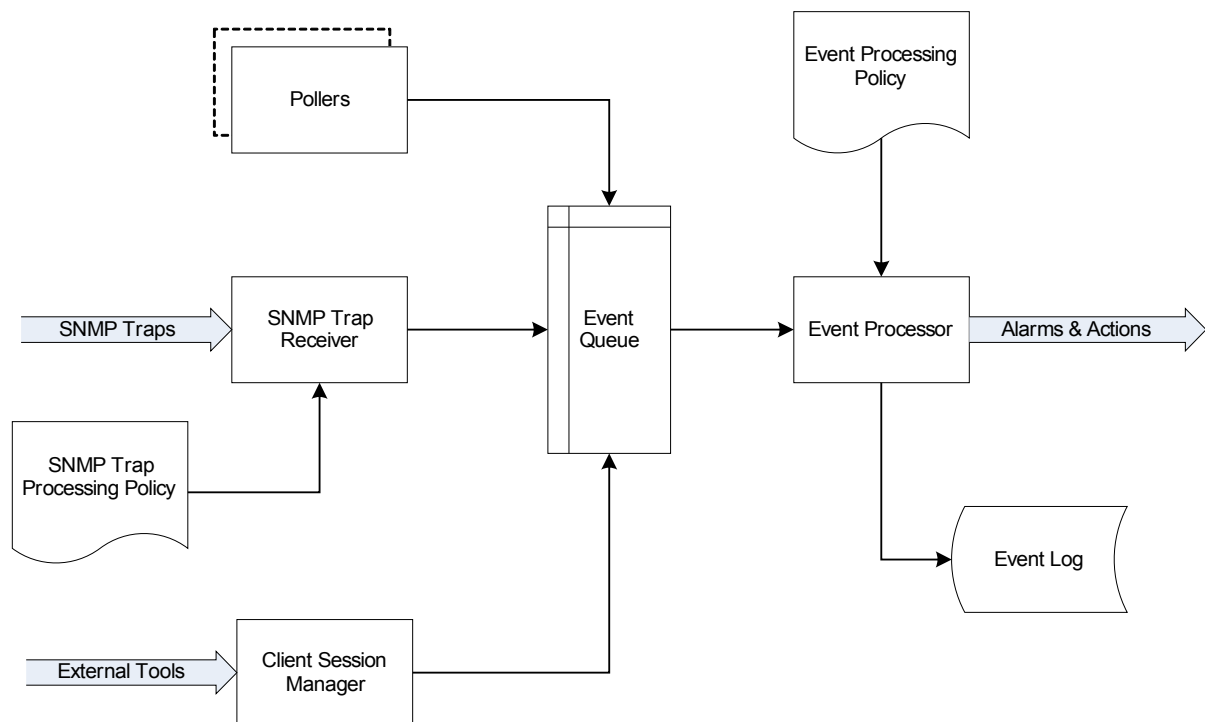 Pollers
Event Processing
Policy
SNMP Traps
SNMP Trap
Receiver
Event
Queue
Event Processor
Alarms & Actions
SNMP Trap
Processing Policy
Event Log
External Tools
Client Session
Manager